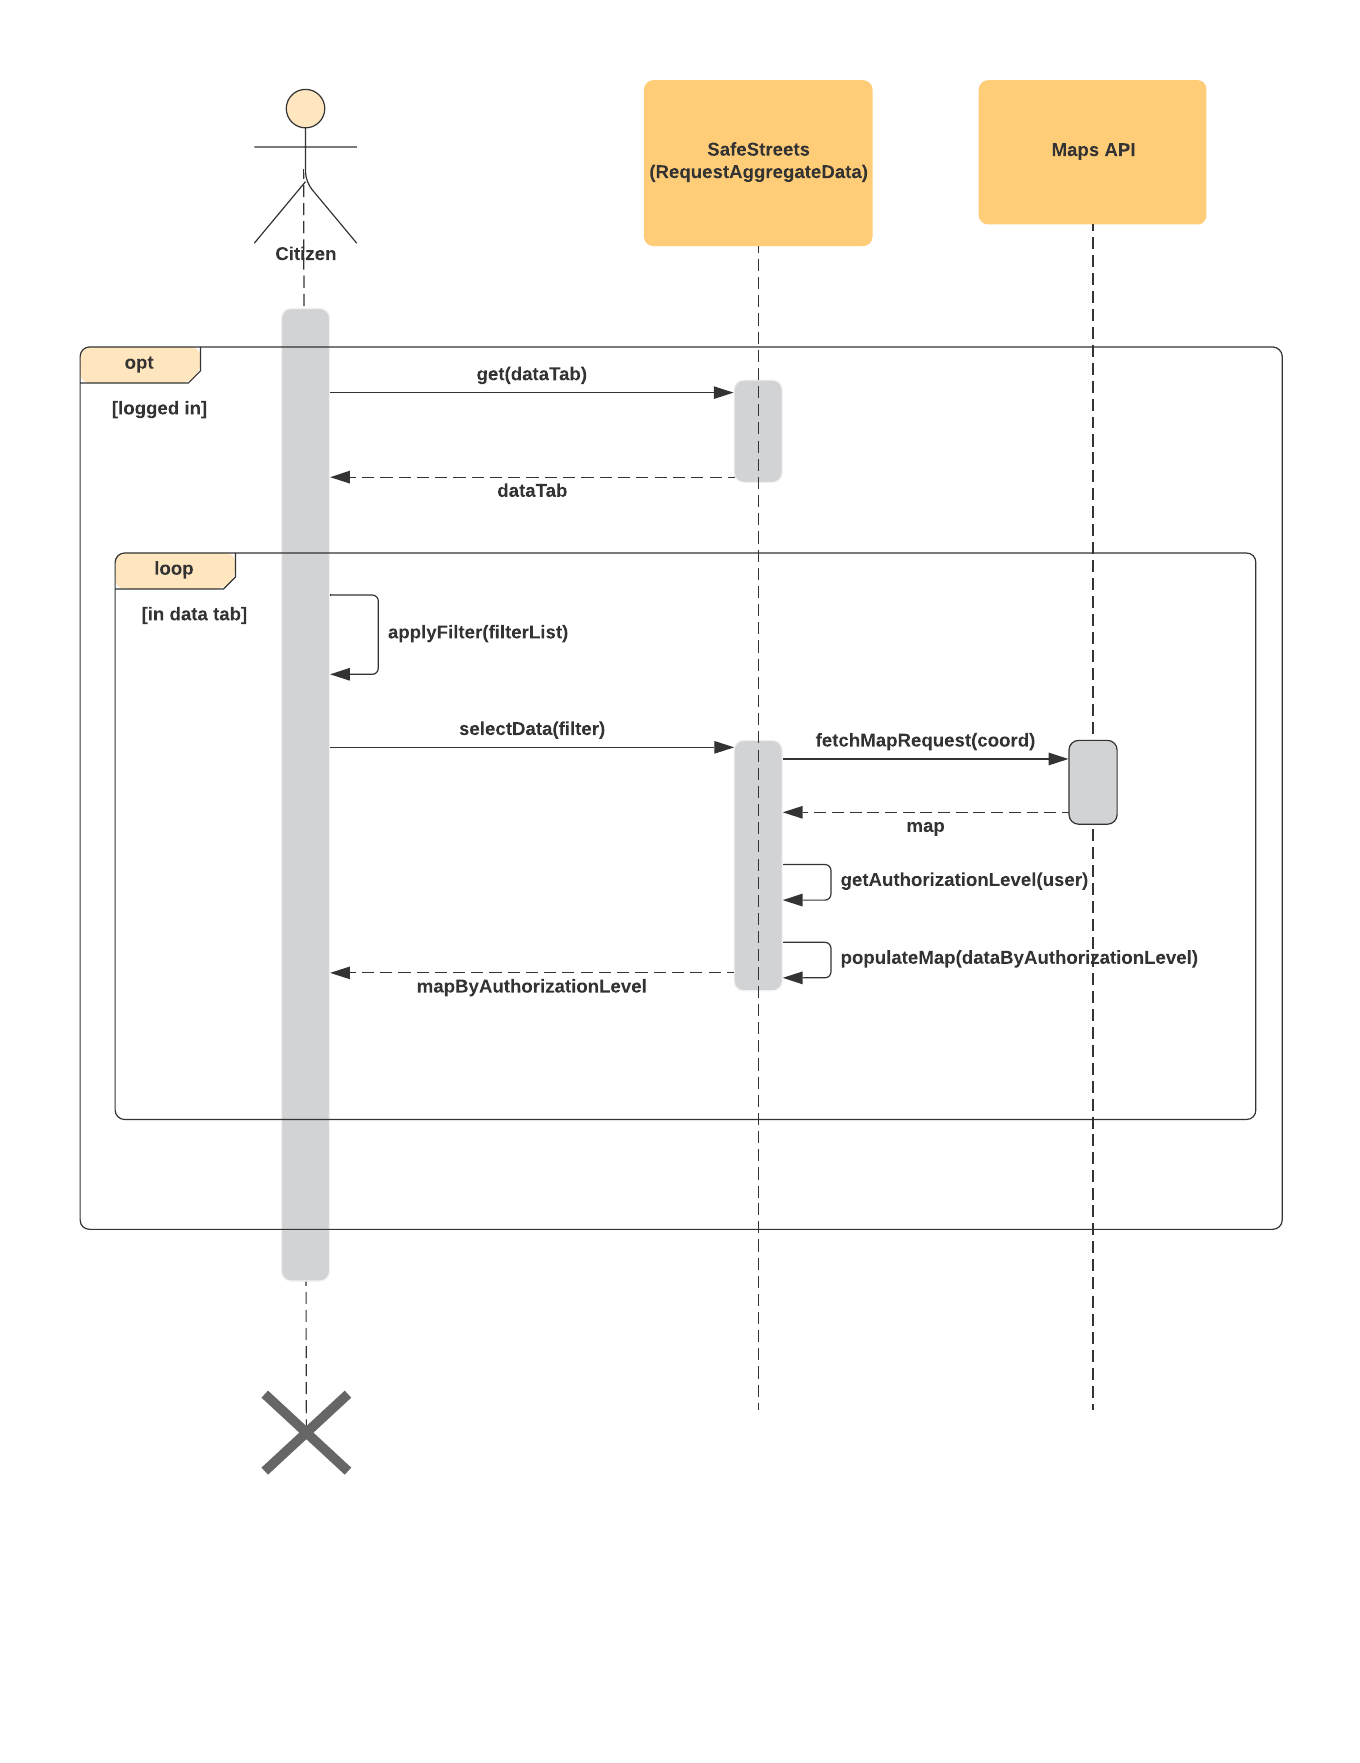 Citizen
SafeStreets
(RequestAggregateData)
Maps API
opt
[logged in]
get(dataTab)
dataTab
loop
[in data tab]
applyFilter(filterList)
selectData(filter)
fetchMapRequest(coord)
map
getAuthorizationLevel(user)
populateMap(dataByAuthorizationLevel)
mapByAuthorizationLevel